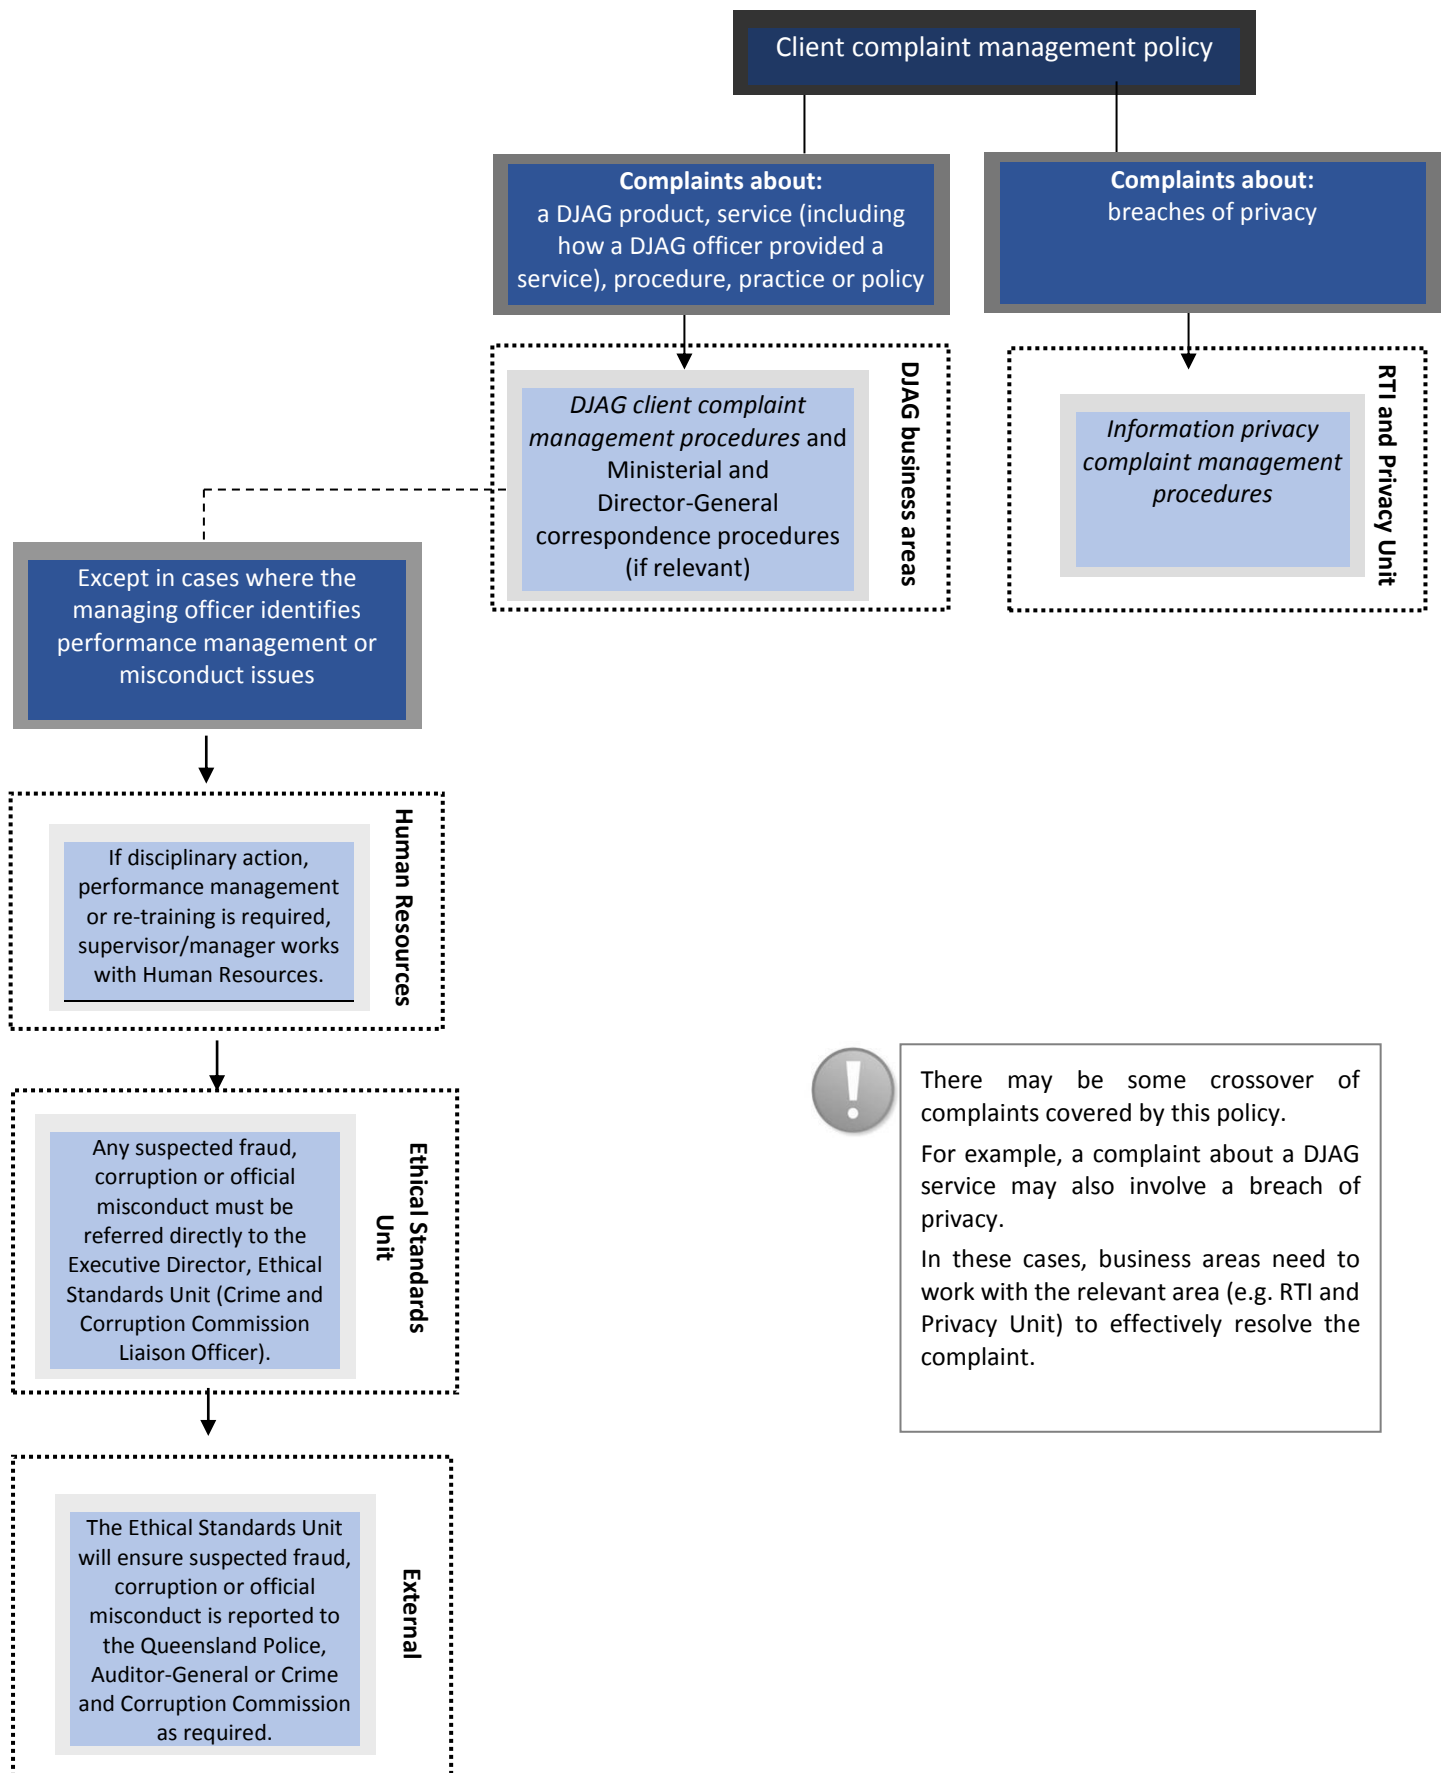 Client complaint management policy
Complaints about:
a DJAG product, service (including
how a DJAG officer provided a
service), procedure, practice or policy
Complaints about:
breaches of privacy
DJAG client complaint
management procedures and
Ministerial and
Director-General
correspondence procedures
(if relevant)
DJAG business areas
Information privacy
complaint management
procedures
RTI and Privacy Unit
Except in cases where the
managing officer identifies
performance management or
misconduct issues
If disciplinary action,
performance management
or re-training is required,
supervisor/manager works
with Human Resources.
Human Resources
Any suspected fraud,
corruption or official
misconduct must be
referred directly to the
Executive Director, Ethical
Standards Unit (Crime and
Corruption Commission
Liaison Officer).
Ethical Standards
Unit
There may be some crossover of
complaints covered by this policy.
For example, a complaint about a DJAG
service may also involve a breach of
privacy.
In these cases, business areas need to
work with the relevant area (e.g. RTI and
Privacy Unit) to effectively resolve the
complaint.
The Ethical Standards Unit
will ensure suspected fraud,
corruption or official
misconduct is reported to
the Queensland Police,
Auditor-General or Crime
and Corruption Commission
as required.
External